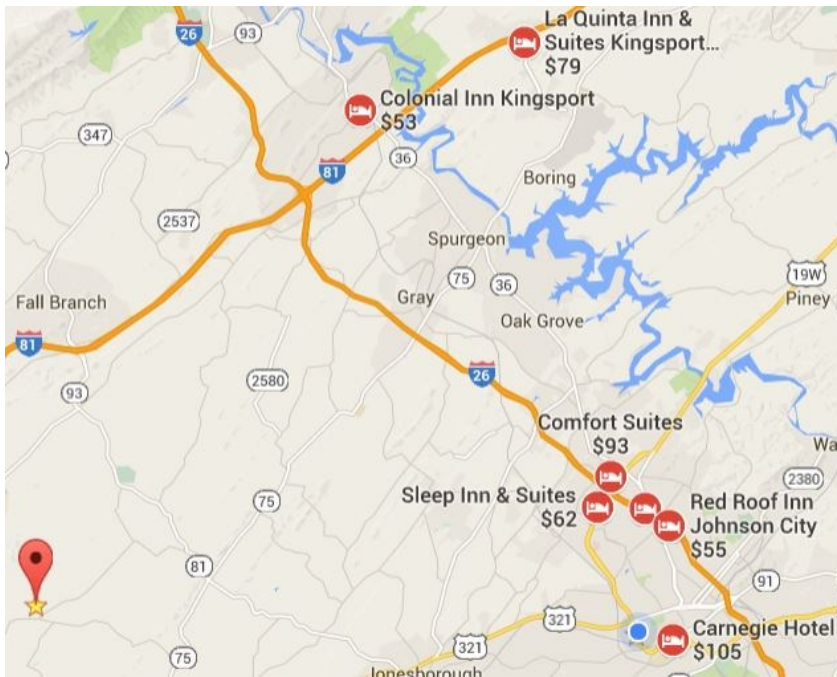 La Quinta Inn &
Suites Kingsport...
$79
26
93
Colonial Inn Kingsport
$53
347
81
36
Boring
2537
Spurgeon
75
36
19W
Piney
Fall Branch
Gray
Oak Grove
81
26
93
2580
Comfort Suites
$93
Wa
2380
Sleep Inn & Suites
$62
Red Roof Inn
Johnson City
$55
75
81
91
321
321
Carnegie Hotel
$105
75
Jonesborough